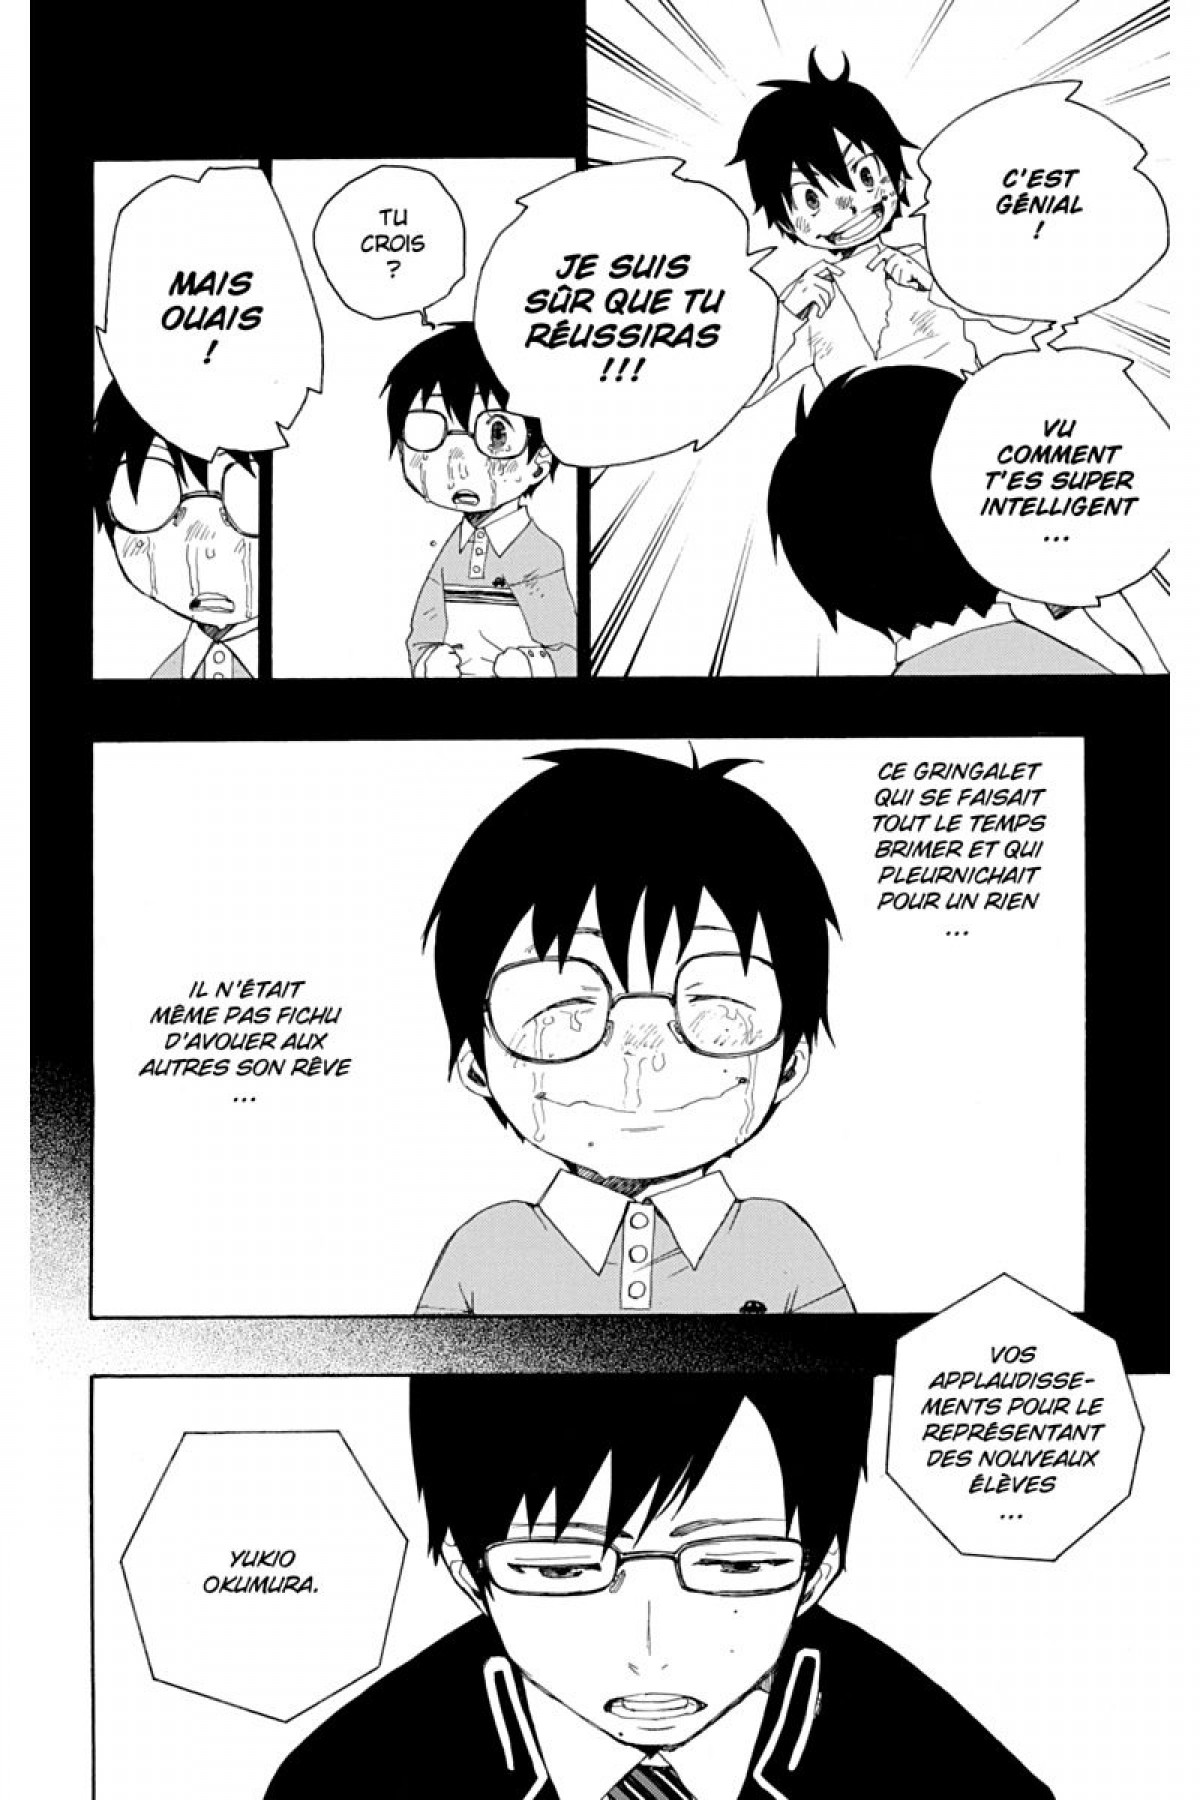 C'EST
GÉNIAL
!
VU
COMMENT
T'ES SUPER
INTELLIGENT
...
JE SUIS
SÛR QUE TU
RÉUSSIRAS
!!!
TU
CROIS
?
MAIS
OUAIS
!
CE GRINGALET
QUI SE FAISAIT
TOUT LE TEMPS
BRIMER ET QUI
PLEURNICHAIT
POUR UN RIEN
...
IL N'ÉTAIT
MÊME PAS FICHU
D'AVOUER AUX
AUTRES SON RÊVE
...
VOS
APPLAUDISSE-
MENTS POUR LE
REPRÉSENTANT
DES NOUVEAUX
ÉLÈVES
...
YUKIO
OKUMURA.